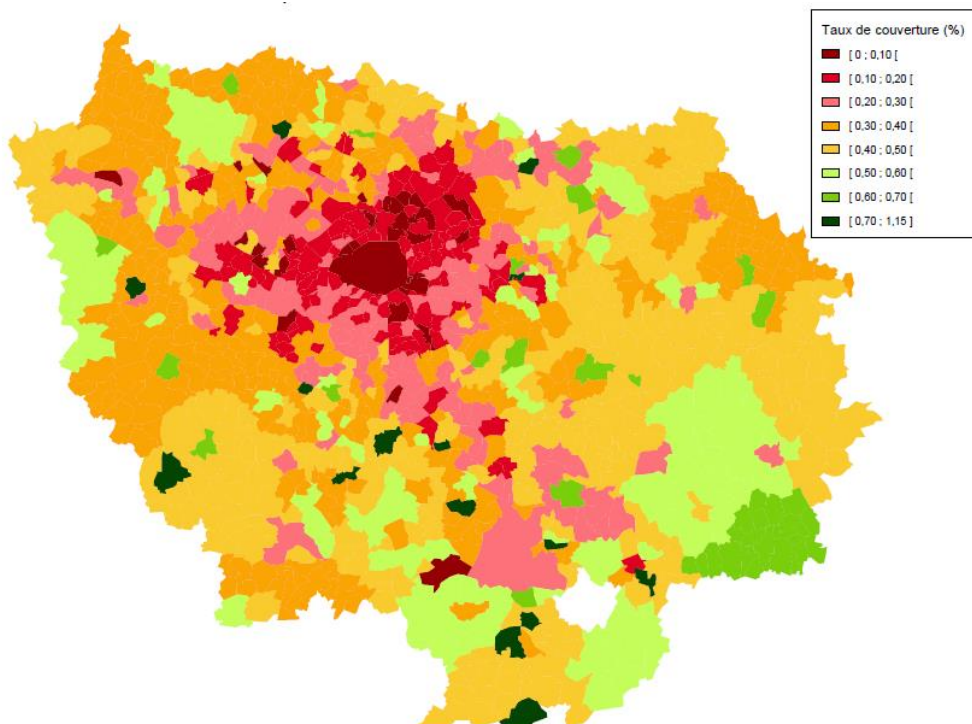 Taux de couverture (%)
[ 0 ; 0,10 [
[ 0,10 ; 0,20 [
[ 0,20 ; 0,30 [
[ 0,30 ; 0,40 [
[ 0,40 ; 0,50 [
[ 0,50 ; 0,60 [
[ 0,60 ; 0,70 [
[ 0,70 ; 1,15 ]